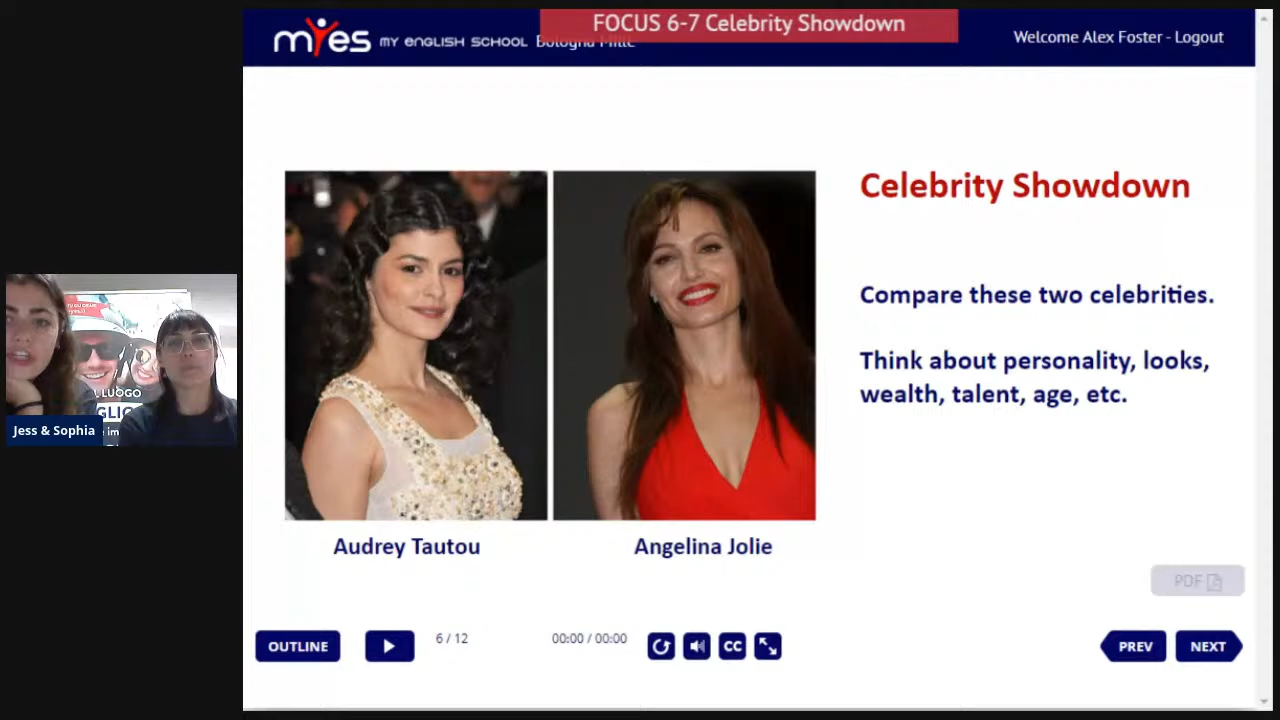 FOCUS 6-7 Celebrity Showdown
myes MY ENGLISH SCHOOL Bologna
Welcome Alex Foster - Logout
Celebrity Showdown
Compare these two celebrities.
Think about personality, looks,
wealth, talent, age, etc.
LUOGO
Jess & Sophia
Audrey Tautou
Angelina Jolie
PDF
OUTLINE
6 / 12
00:00 / 00:00
CC
PREV
NEXT